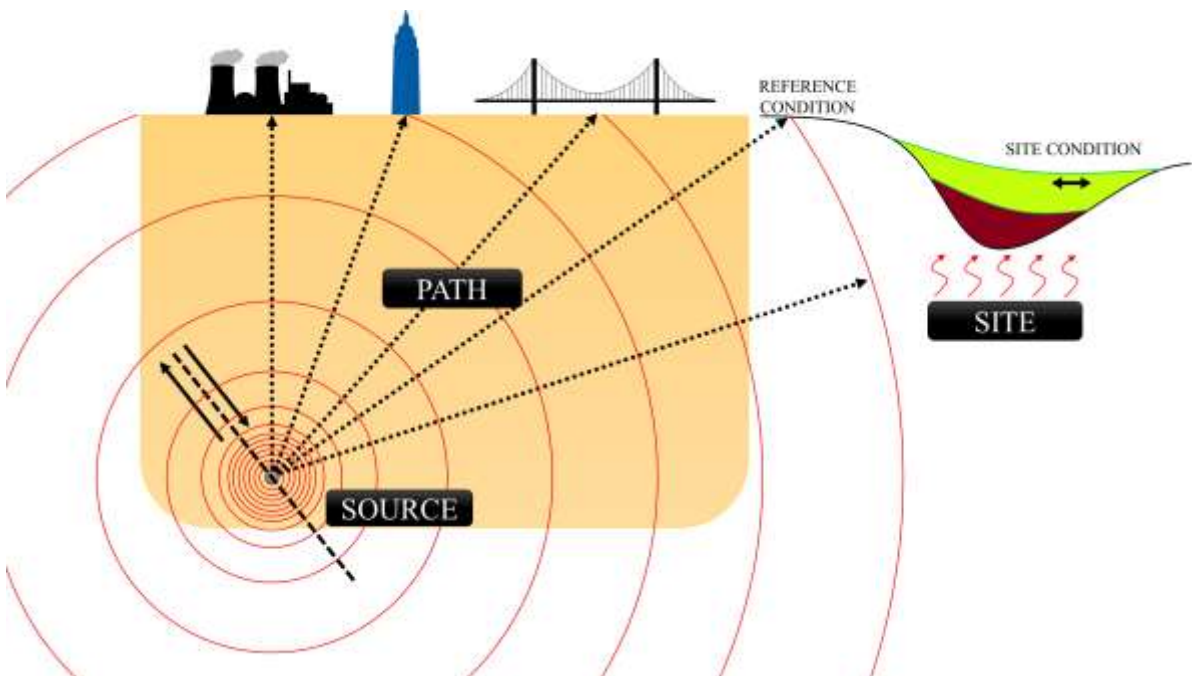 REFERENCE
CONDITION
SITE CONDITION
PATH
SITE
SOURCE